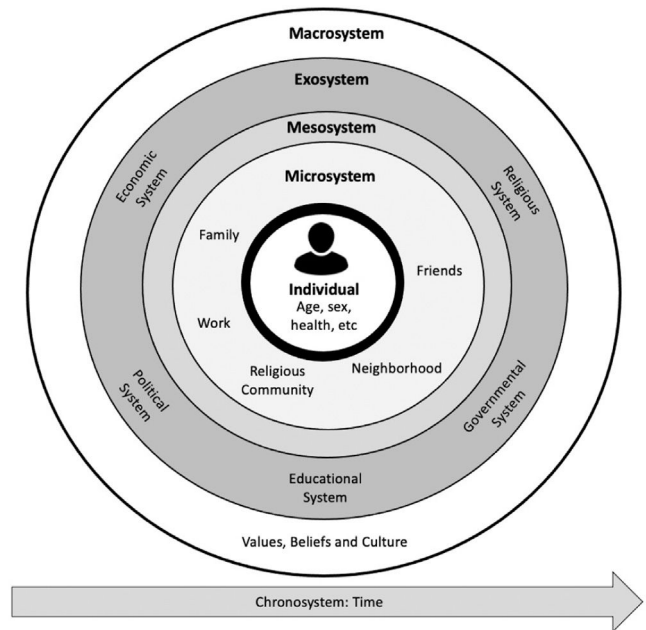 Macrosystem
Exosystem
Mesosystem
Microsystem
Economic
System
Religious
System
Family
Friends
Individual
Age, sex,
health, etc
Work
Religious
Community
Neighborhood
Political
System
Governmental
System
Educational
System
Values, Beliefs and Culture
Chronosystem: Time